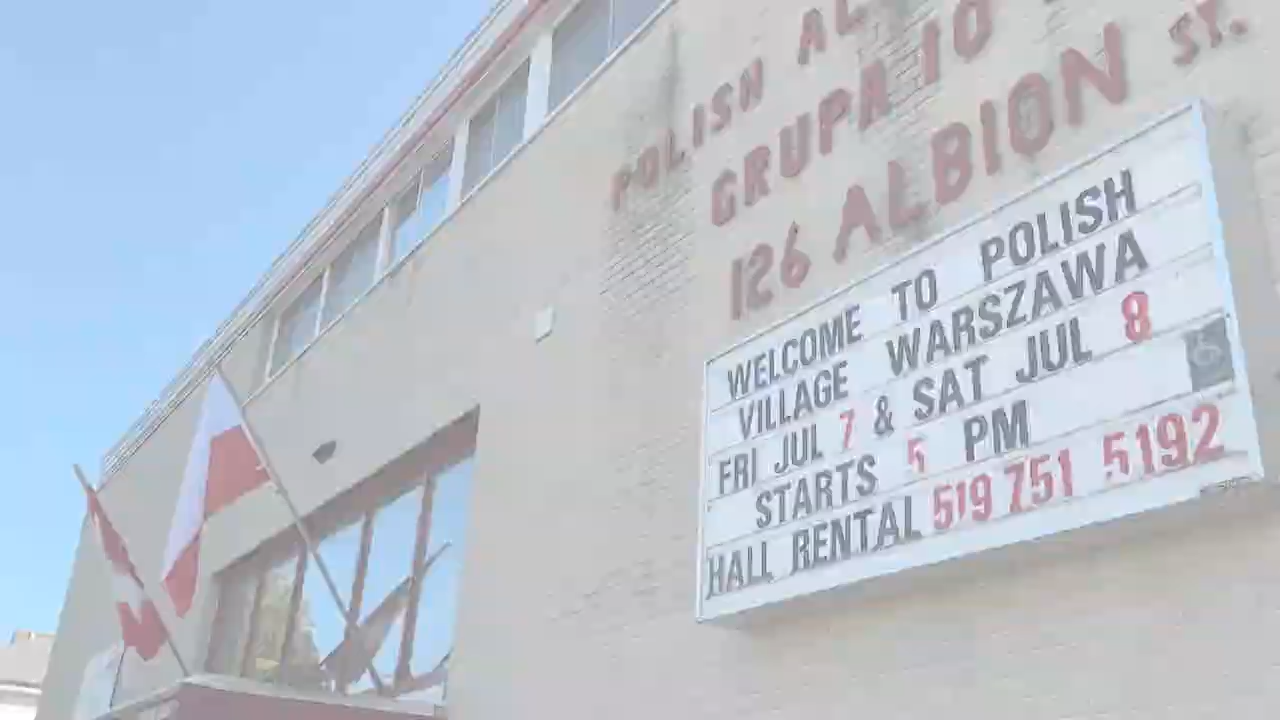 POLISH
GRUPA 10
126 ALBION ST.
WELCOME TO POLISH
VILLAGE WARSZAWA
FRI JUL 7 & SAT JUL 8
STARTS 5 PM
HALL RENTAL 519 751 5192